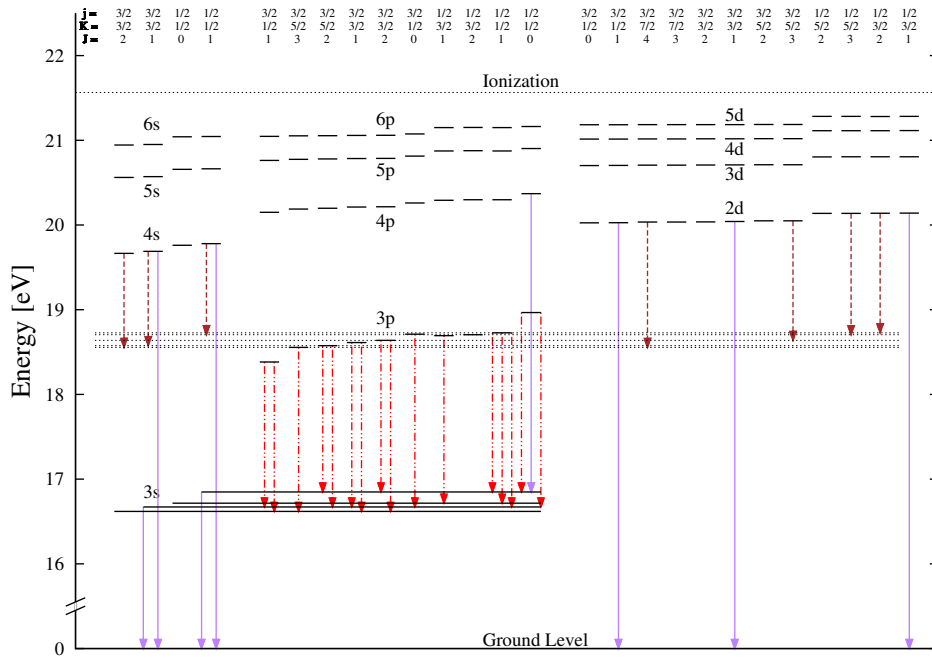 j = 3/2 3/2 1/2 1/2 3/2 3/2 3/2 3/2 3/2 3/2 1/2 1/2 1/2 1/2 3/2 3/2 3/2 3/2 3/2 3/2 3/2 3/2 1/2 1/2 1/2 1/2
K = 3/2 3/2 1/2 1/2 1/2 5/2 5/2 3/2 3/2 1/2 3/2 3/2 1/2 1/2 1/2 1/2 7/2 7/2 3/2 3/2 5/2 5/2 5/2 5/2 3/2 3/2
J = 2 1 0 1 1 3 2 1 2 0 1 2 1 0 0 1 4 3 2 1 2 3 2 3 2 1
22
Ionization
6s 6p 5d
21
4d
5p
3d
5s
4p 2d
4s
20
19
3p
Energy [eV]
18
17
3s
16
0
Ground Level